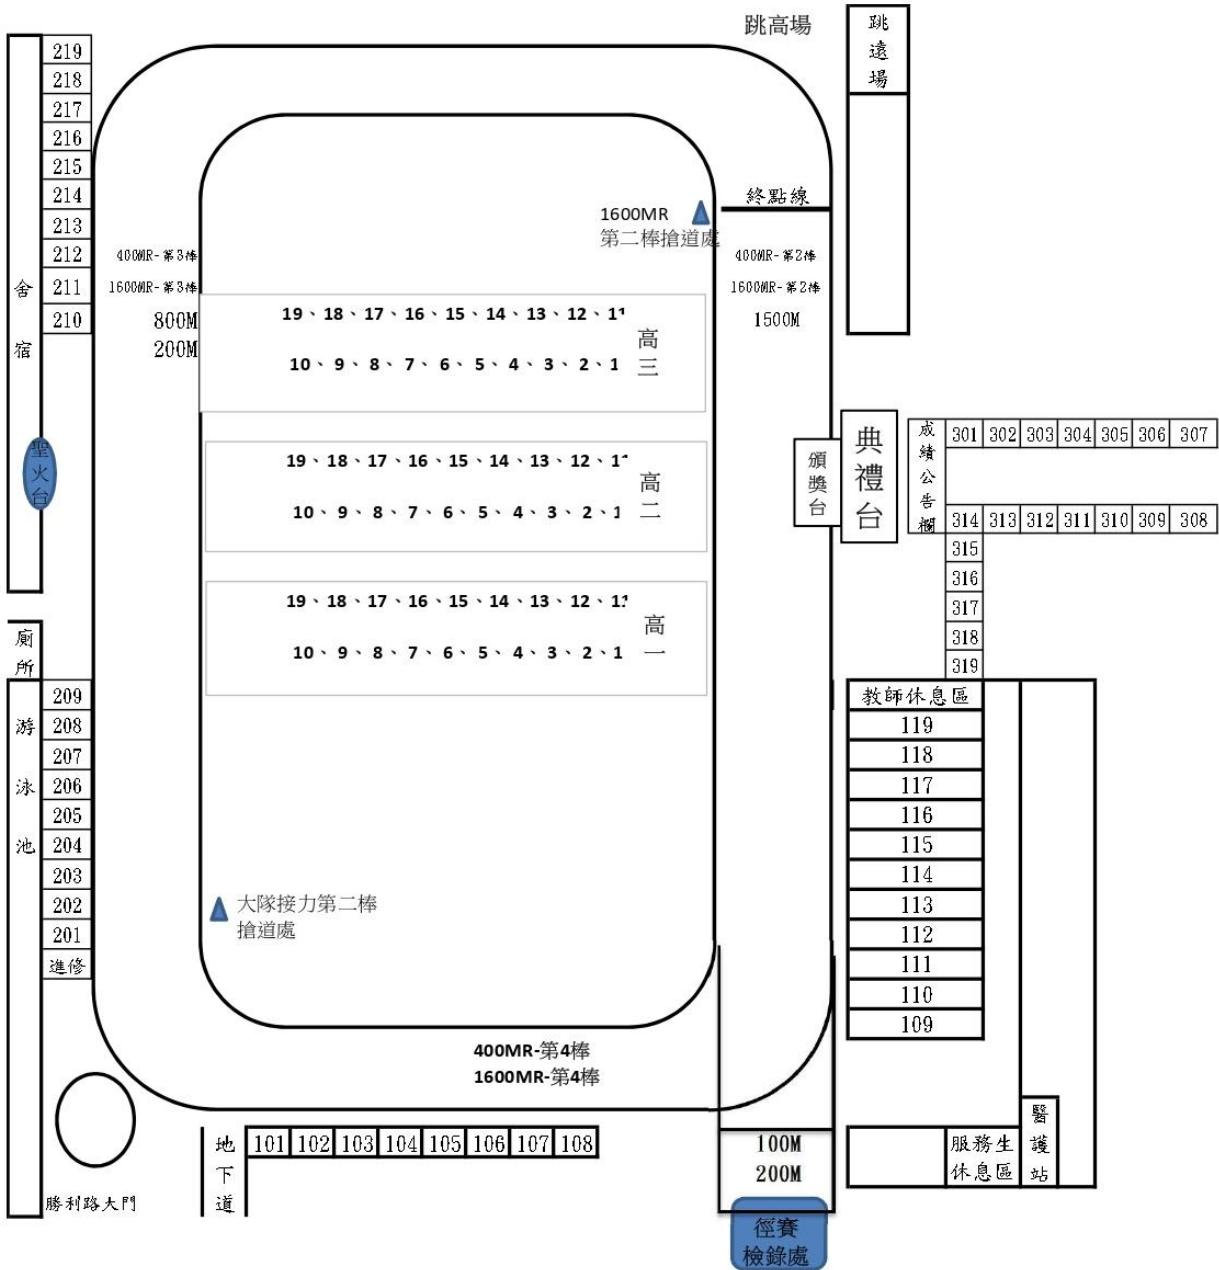 跳高場
跳遠場
219
218
217
216
215
214
213
212
211
210
舍宿
聖火台
廁所
游泳池
209
208
207
206
205
204
203
202
201
進修
勝利路大門
終點線
1600MR
第二棒搶道處
400MR-第3棒
1600MR-第3棒
800M
200M
400MR-第2棒
1600MR-第2棒
1500M
19、18、17、16、15、14、13、12、11
10、9、8、7、6、5、4、3、2、1
高三
19、18、17、16、15、14、13、12、11
10、9、8、7、6、5、4、3、2、1
高二
19、18、17、16、15、14、13、12、11
10、9、8、7、6、5、4、3、2、1
高一
頒獎台
典禮台
成績公告欄
301 302 303 304 305 306 307
314 313 312 311 310 309 308
315
316
317
318
319
教師休息區
119
118
117
116
115
114
113
112
111
110
109
大隊接力第二棒
搶道處
400MR-第4棒
1600MR-第4棒
地下道
101 102 103 104 105 106 107 108
100M
200M
徑賽
檢錄處
服務生
休息區
醫護站